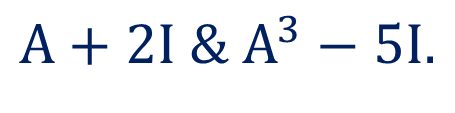 A + 2I & A³ − 5I.